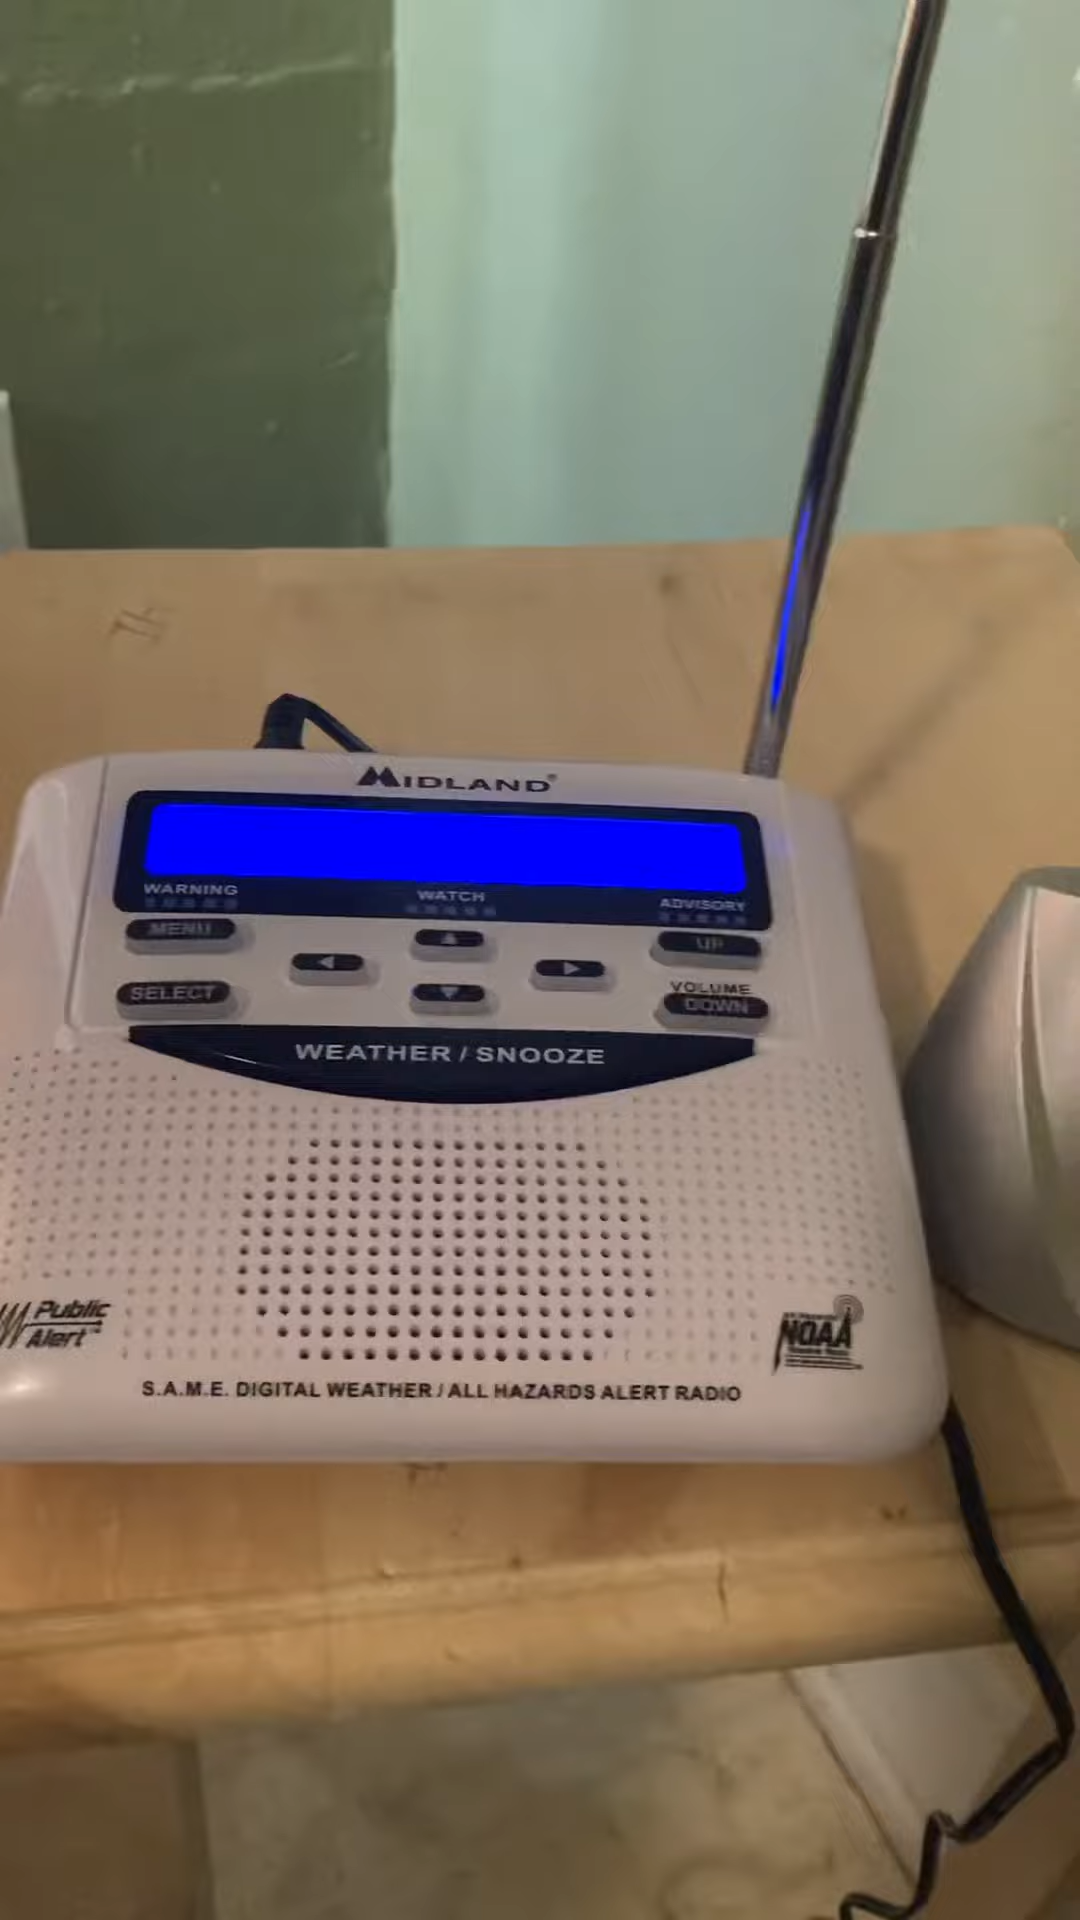 MIDLAND®
WARNING
WATCH
ADVISORY
MENU
UP
SELECT
VOLUME
DOWN
WEATHER / SNOOZE
Public
Alert™
NOAA
S.A.M.E. DIGITAL WEATHER / ALL HAZARDS ALERT RADIO